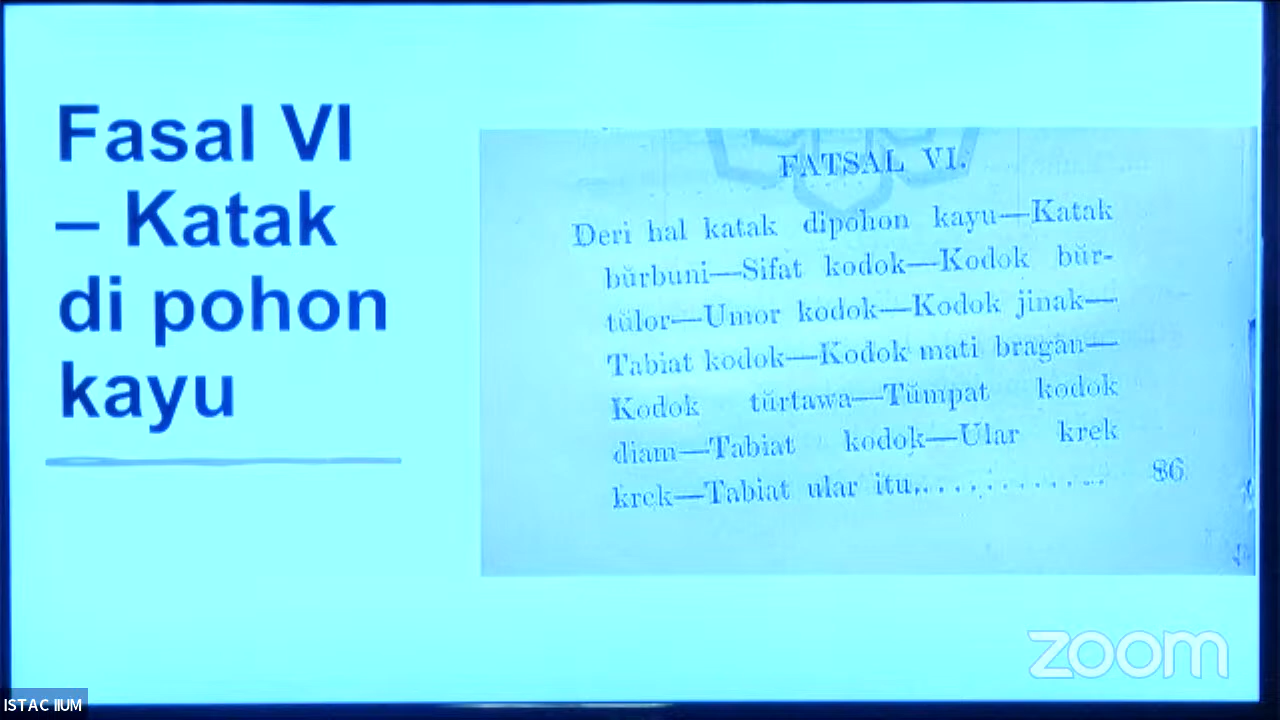 Fasal VI
– Katak
di pohon
kayu
FATSAL VI.
Deri hal katak dipohon kayu—Katak
bŭrbuni—Sifat kodok—Kodok bŭr-
tŭlor—Umor kodok—Kodok jinak—
Tabiat kodok—Kodok mati bragan—
Kodok tŭrtawa—Tŭmpat kodok
diam—Tabiat kodok—Ular krek
krek—Tabiat ular itu............... 86
zoom
ISTAC IIUM